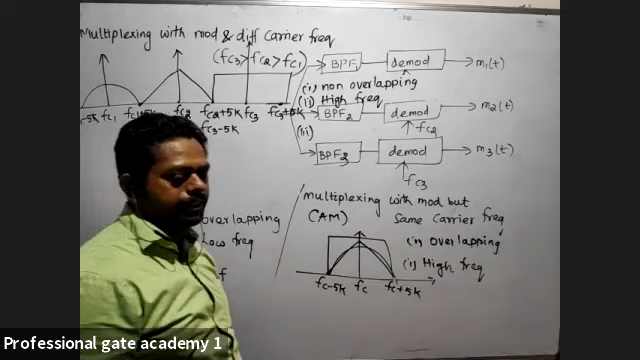 Multiplexing with mod & diff Carrier freq
(fc3 > fc2 > fc1)
-5k fc1 fc1+5k fc2 fc2+5k fc3 fc3+5k
fc3-5k
BPF1 demod m1(t)
(i) non overlapping
(ii) High freq
BPF2 demod m2(t)
fc2
(iii)
BPF3 demod m3(t)
fc3
overlapping
Low freq
f
multiplexing with mod but
(AM) Same Carrier freq
(i) overlapping
(ii) High freq
fc-5k fc fc+5k
Professional gate academy 1